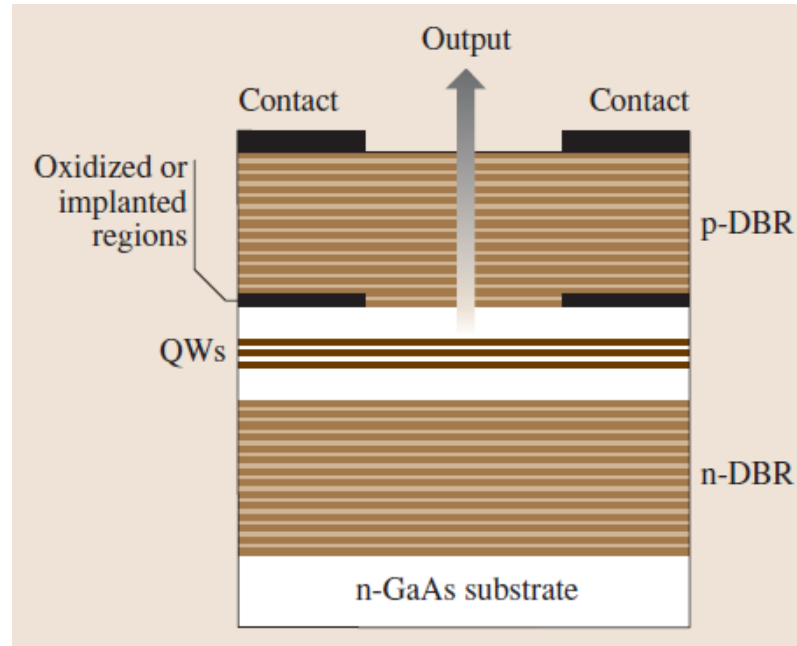 Output
Contact
Contact
Oxidized or
implanted
regions
p-DBR
QWs
n-DBR
n-GaAs substrate